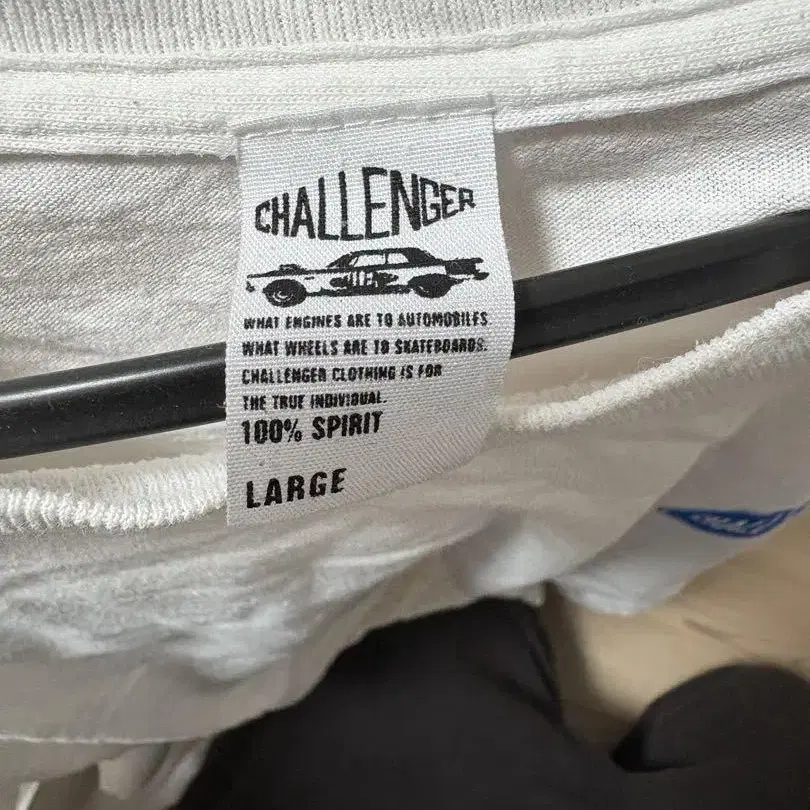 CHALLENGER
WHAT ENGINES ARE TO AUTOMOBILES
WHAT WHEELS ARE TO SKATEBOARDS.
CHALLENGER CLOTHING IS FOR
THE TRUE INDIVIDUAL.
100% SPIRIT
LARGE